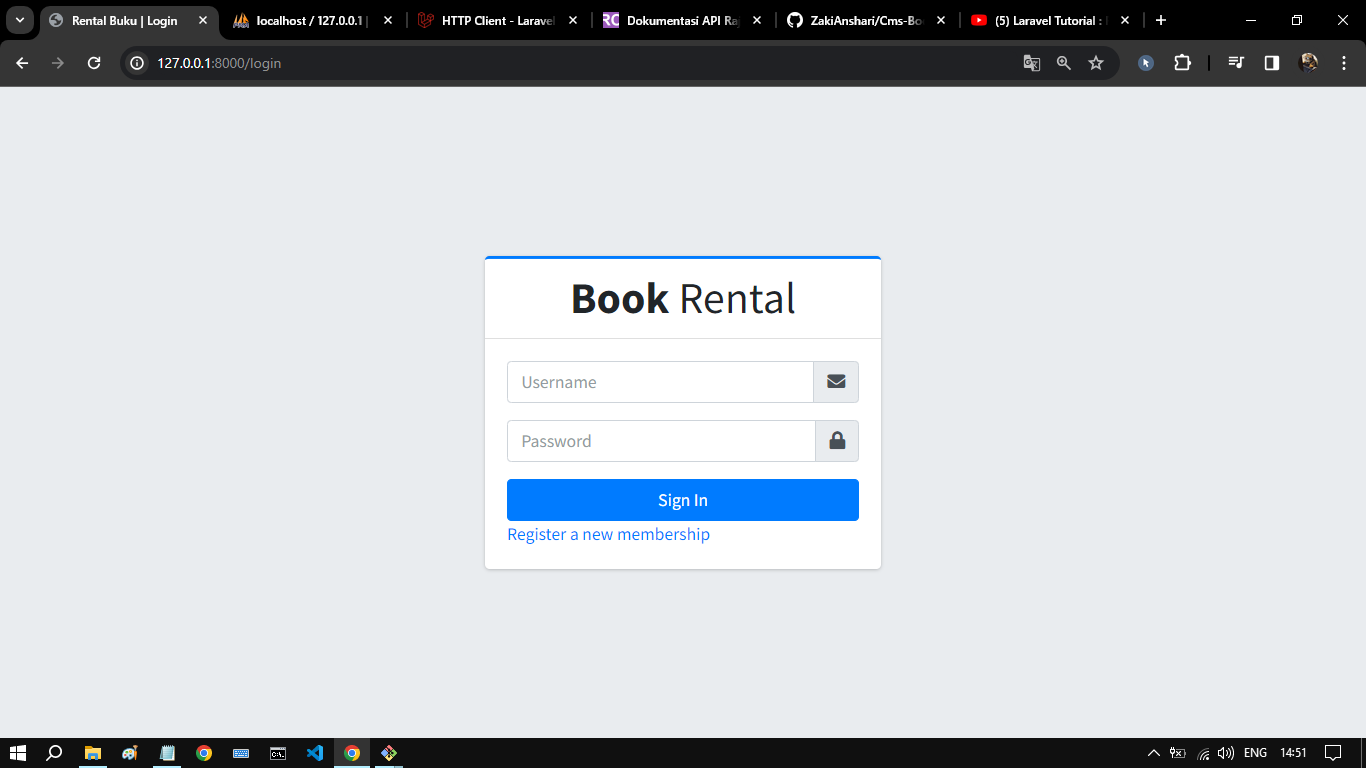 Rental Buku | Login
localhost / 127.0.0.1 |
HTTP Client - Laravel
Dokumentasi API Ra
ZakiAnshari/Cms-Bo
(5) Laravel Tutorial :
127.0.0.1:8000/login
Book Rental
Username
Password
Sign In
Register a new membership
ENG
14:51